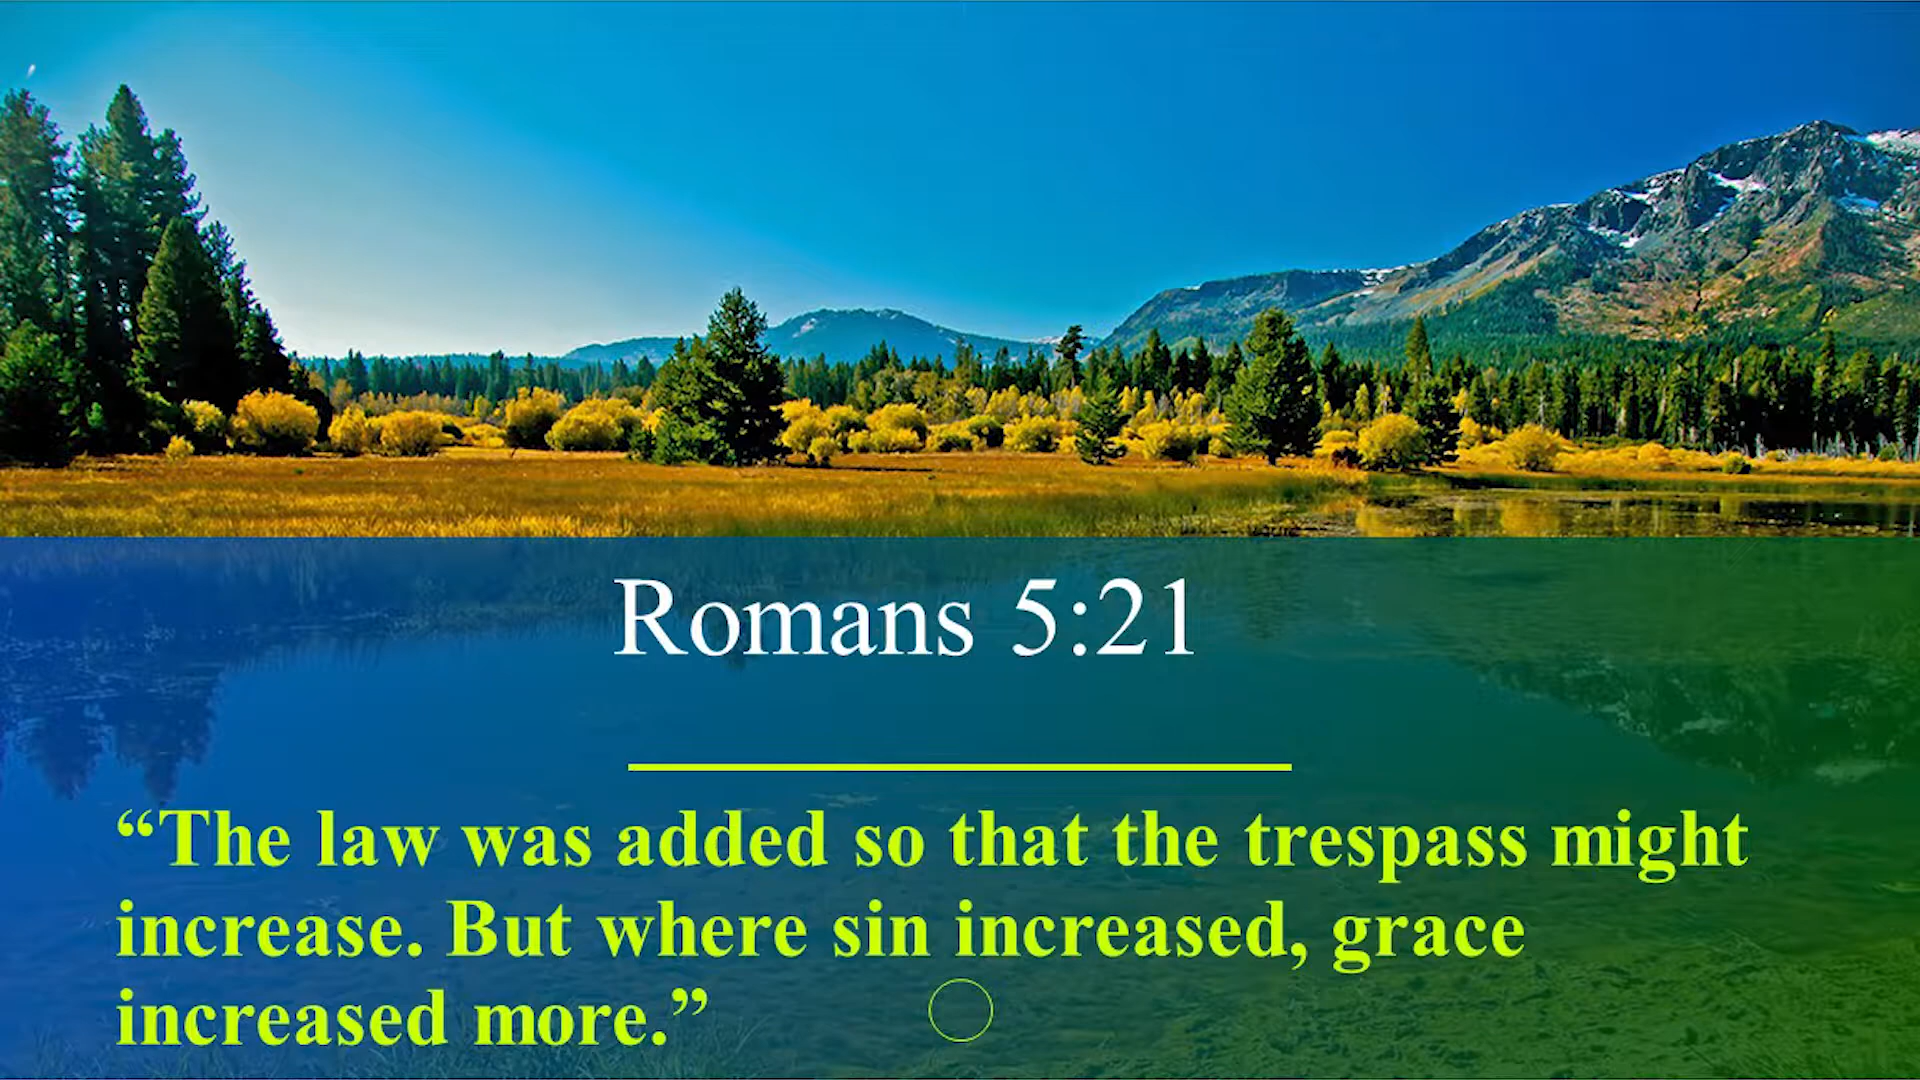 Romans 5:21
“The law was added so that the trespass might
increase. But where sin increased, grace
increased more.”